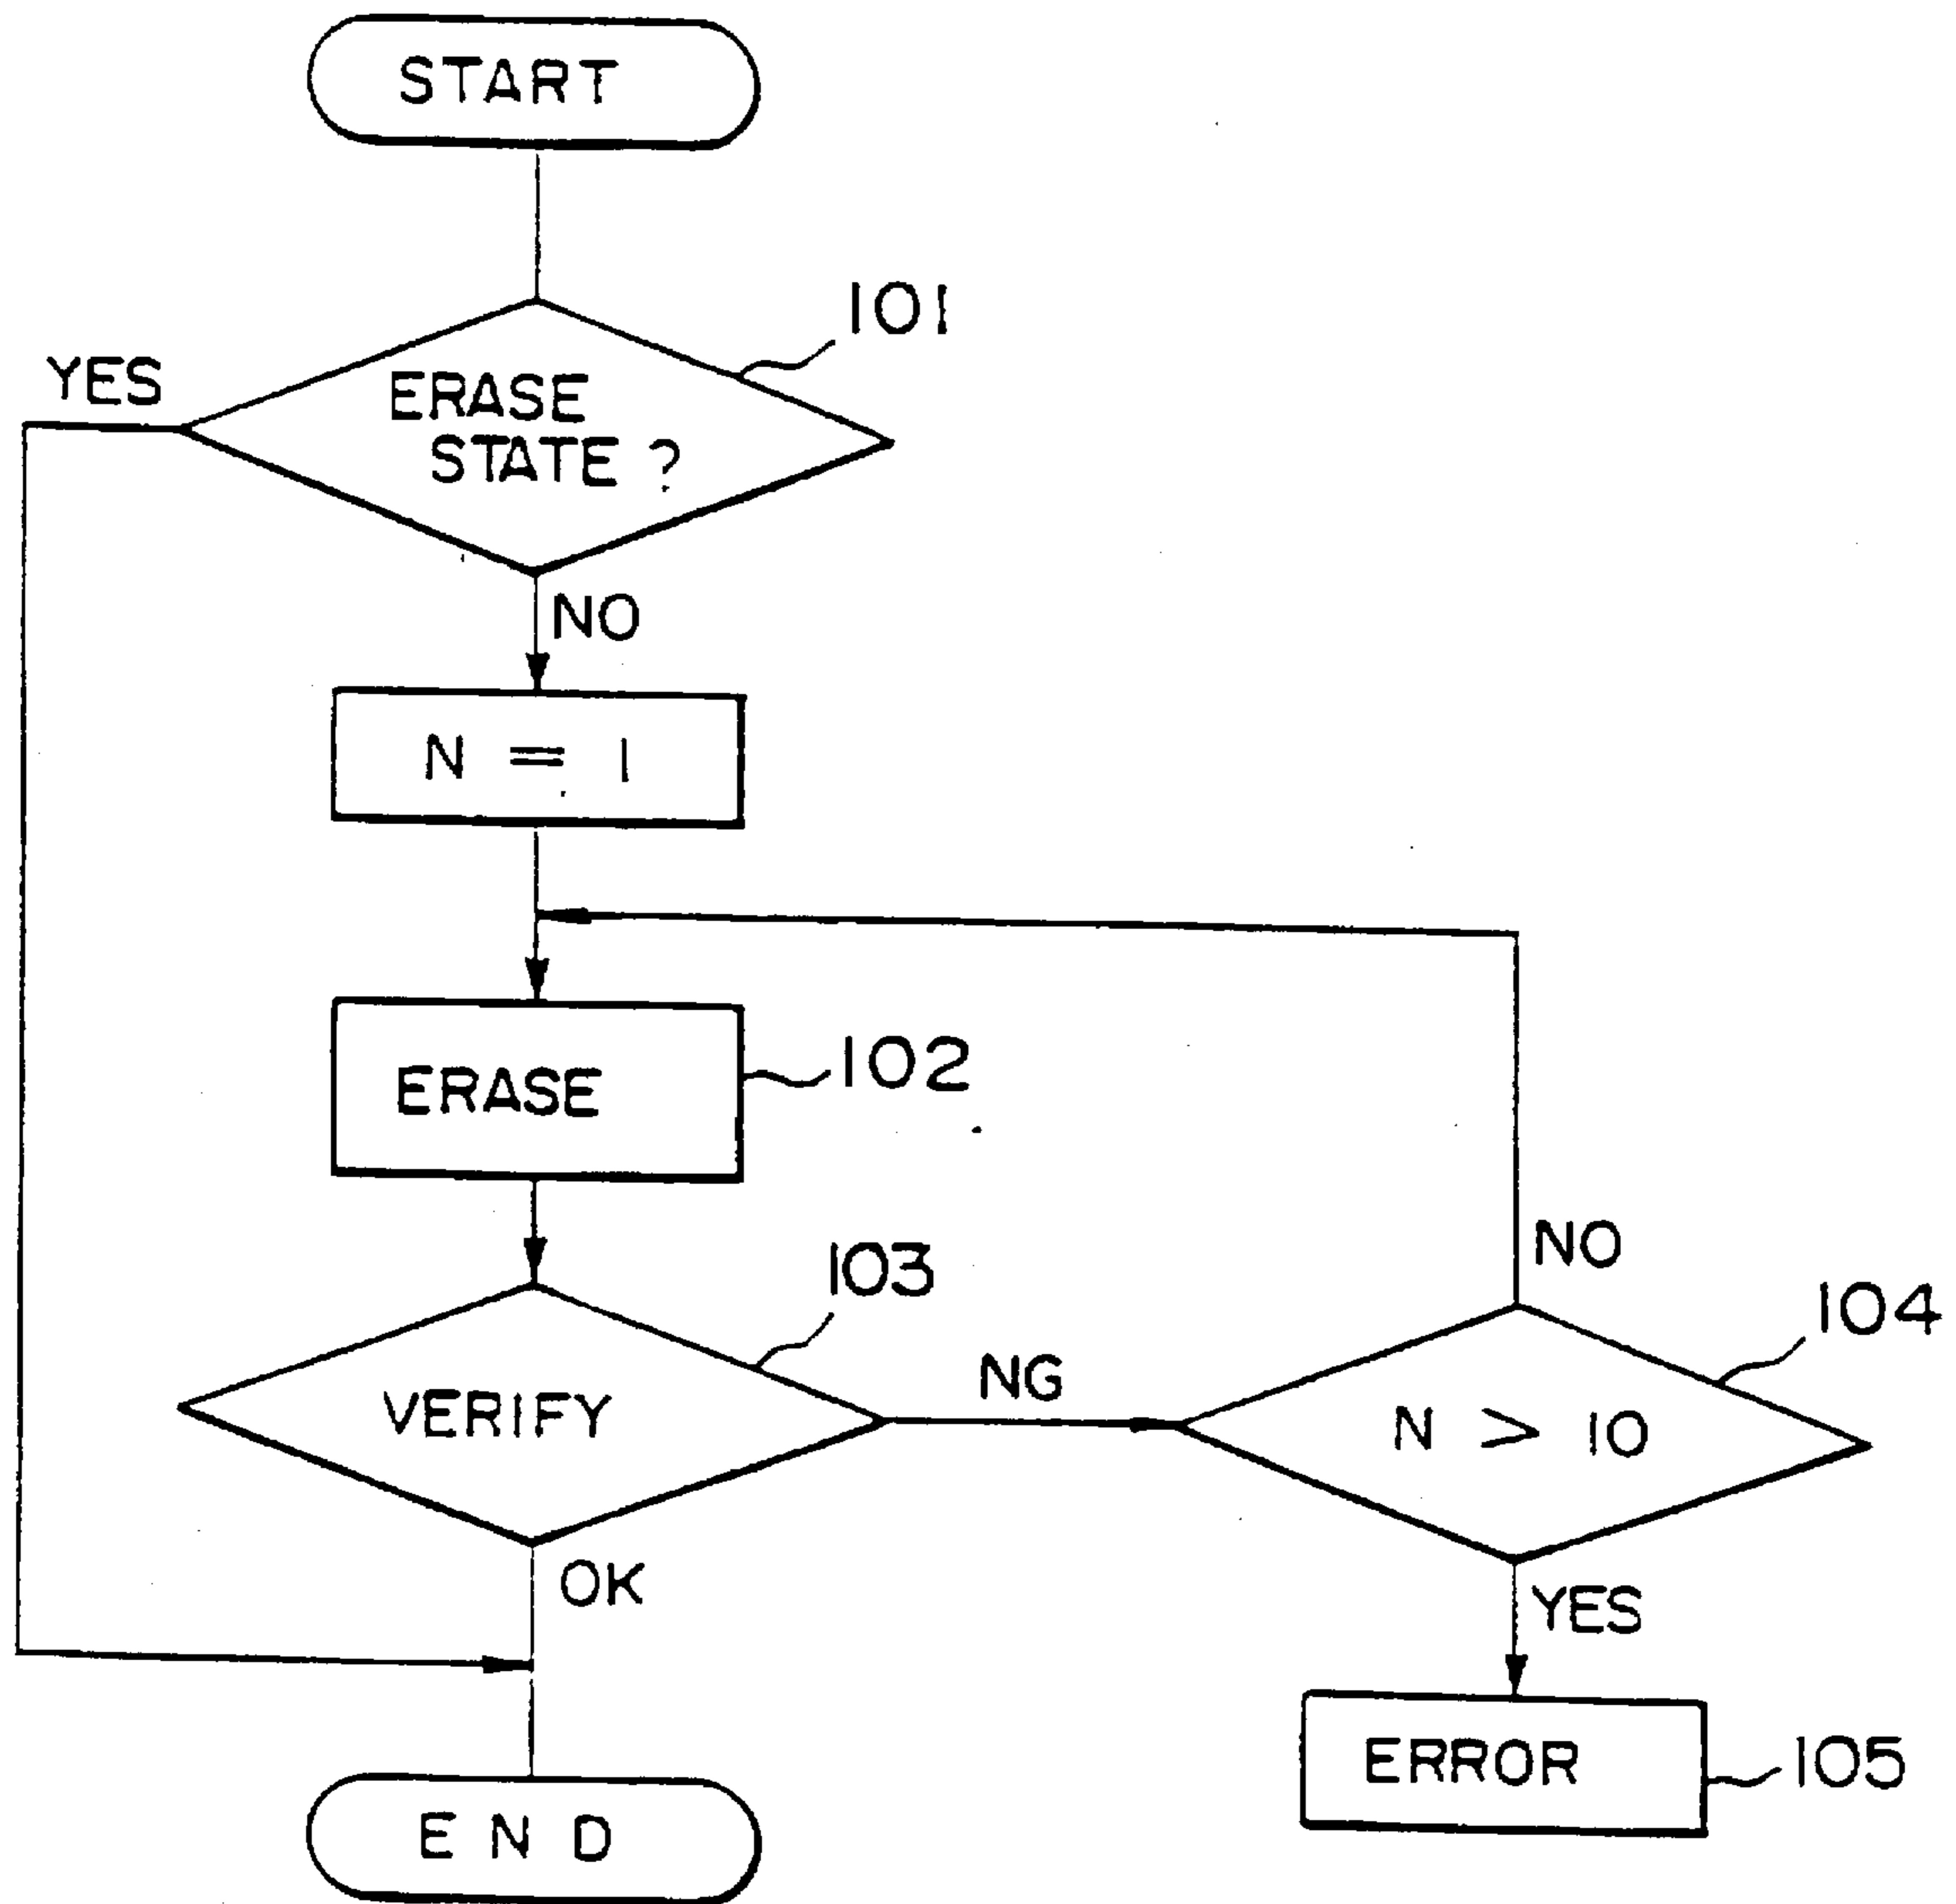 START
101
YES
ERASE
STATE ?
NO
N = 1
ERASE
102
NO
103
104
VERIFY
NG
N > 10
OK
YES
ERROR
105
END